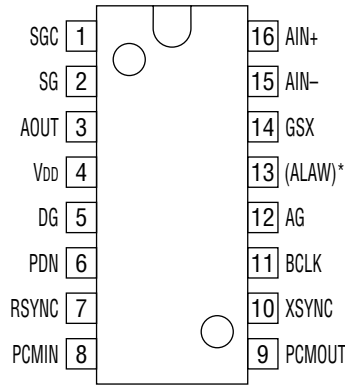 SGC 1 16 AIN+
SG 2 15 AIN–
AOUT 3 14 GSX
VDD 4 13 (ALAW)*
DG 5 12 AG
PDN 6 11 BCLK
RSYNC 7 10 XSYNC
PCMIN 8 9 PCMOUT